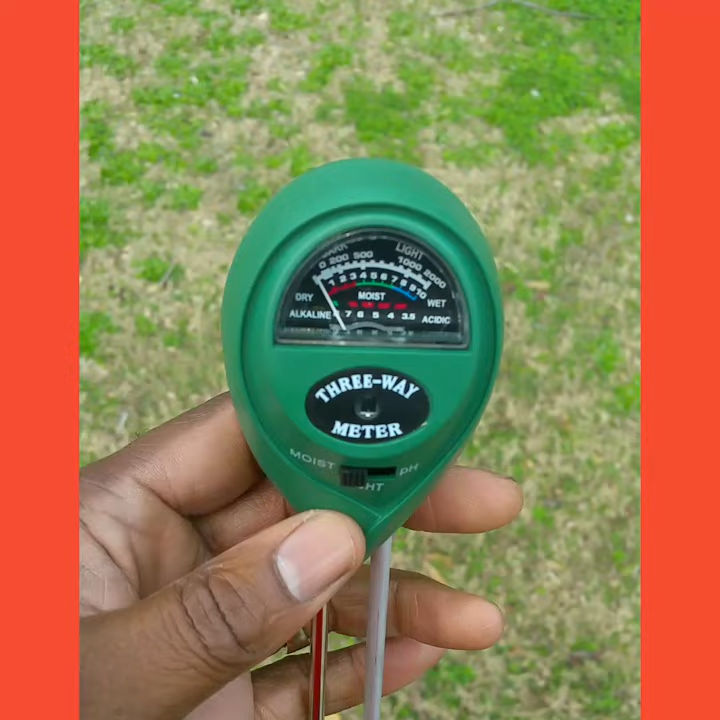 LIGHT
0 200 500 1000 2000
1 2 3 4 5 6 7 8 9 10
DRY MOIST WET
ALKALINE 7 6 5 4 3.5 ACIDIC
THREE-WAY
METER
MOIST pH